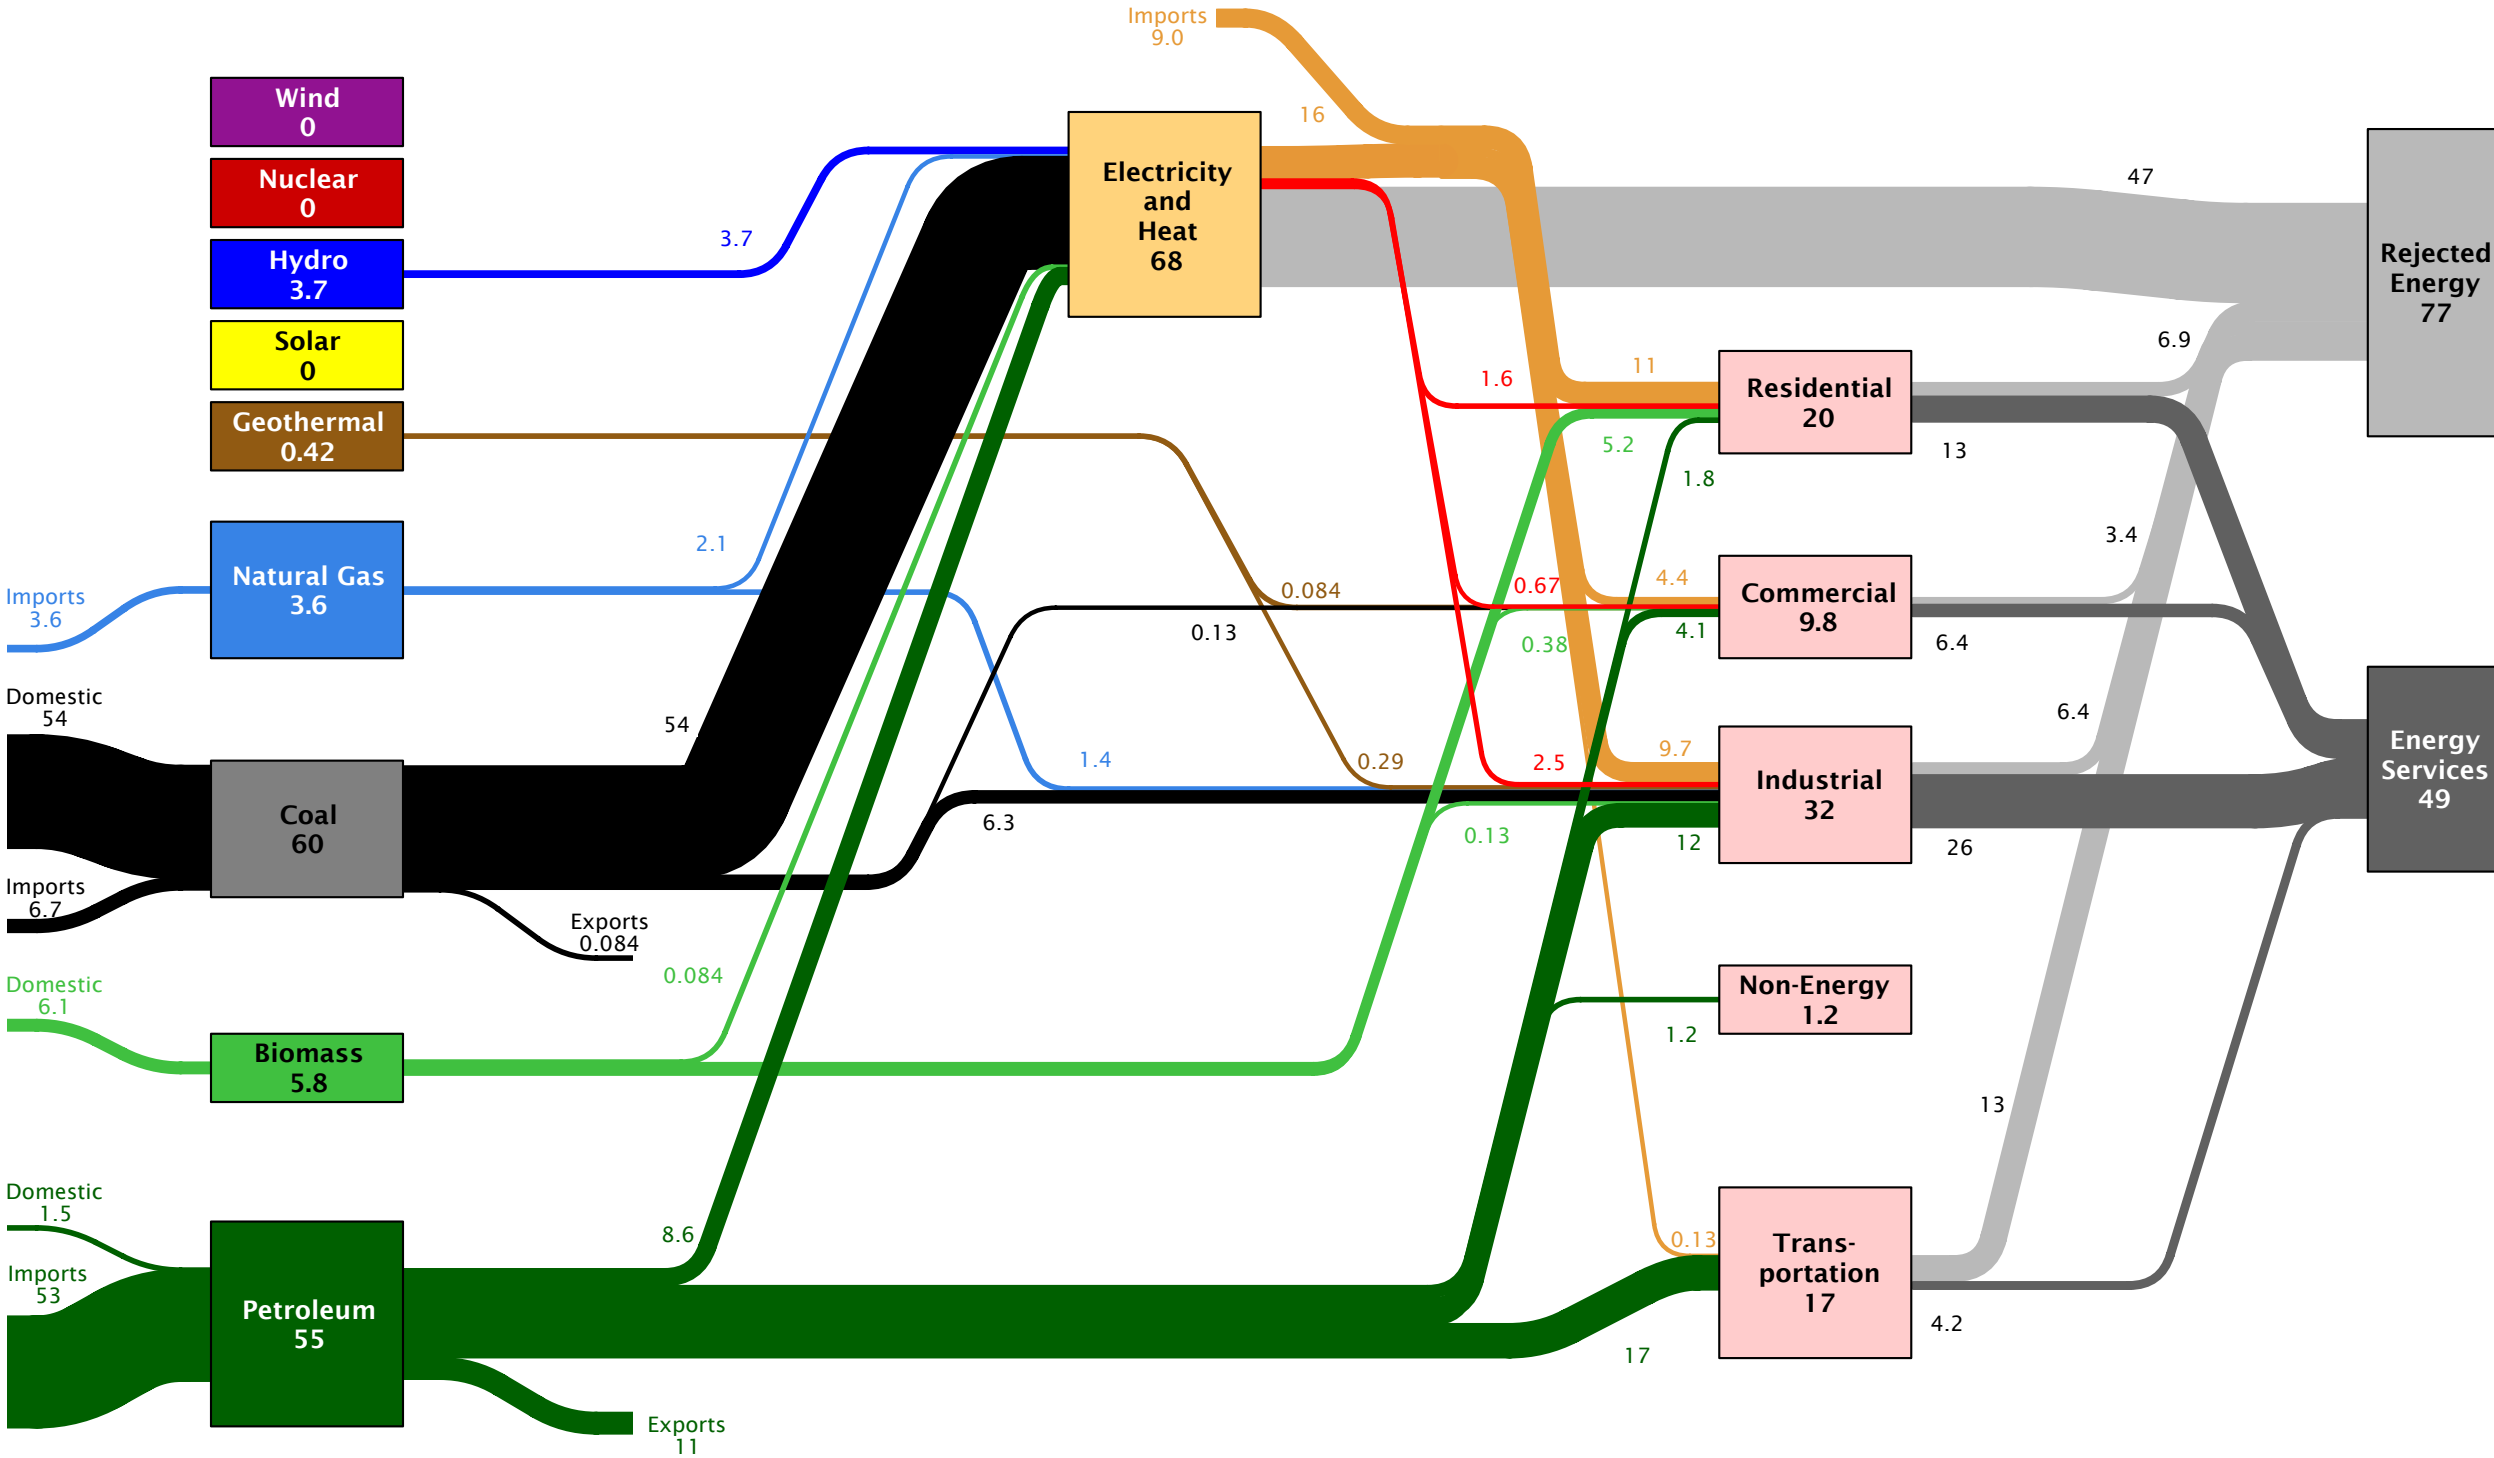 Imports
9.0
Wind
0
Nuclear
0
Hydro
3.7
Solar
0
Geothermal
0.42
Imports
3.6
Natural Gas
3.6
Domestic
54
Imports
6.7
Coal
60
Exports
0.084
Domestic
6.1
Biomass
5.8
Domestic
1.5
Imports
53
Petroleum
55
Exports
11
3.7
2.1
54
0.084
8.6
Electricity
and
Heat
68
16
1.4
6.3
0.084
0.13
0.29
1.6
0.67
2.5
11
5.2
1.8
4.4
0.38
4.1
9.7
0.13
12
1.2
0.13
17
Residential
20
Commercial
9.8
Industrial
32
Non-Energy
1.2
Trans-
portation
17
47
6.9
13
3.4
6.4
6.4
26
13
4.2
Rejected
Energy
77
Energy
Services
49